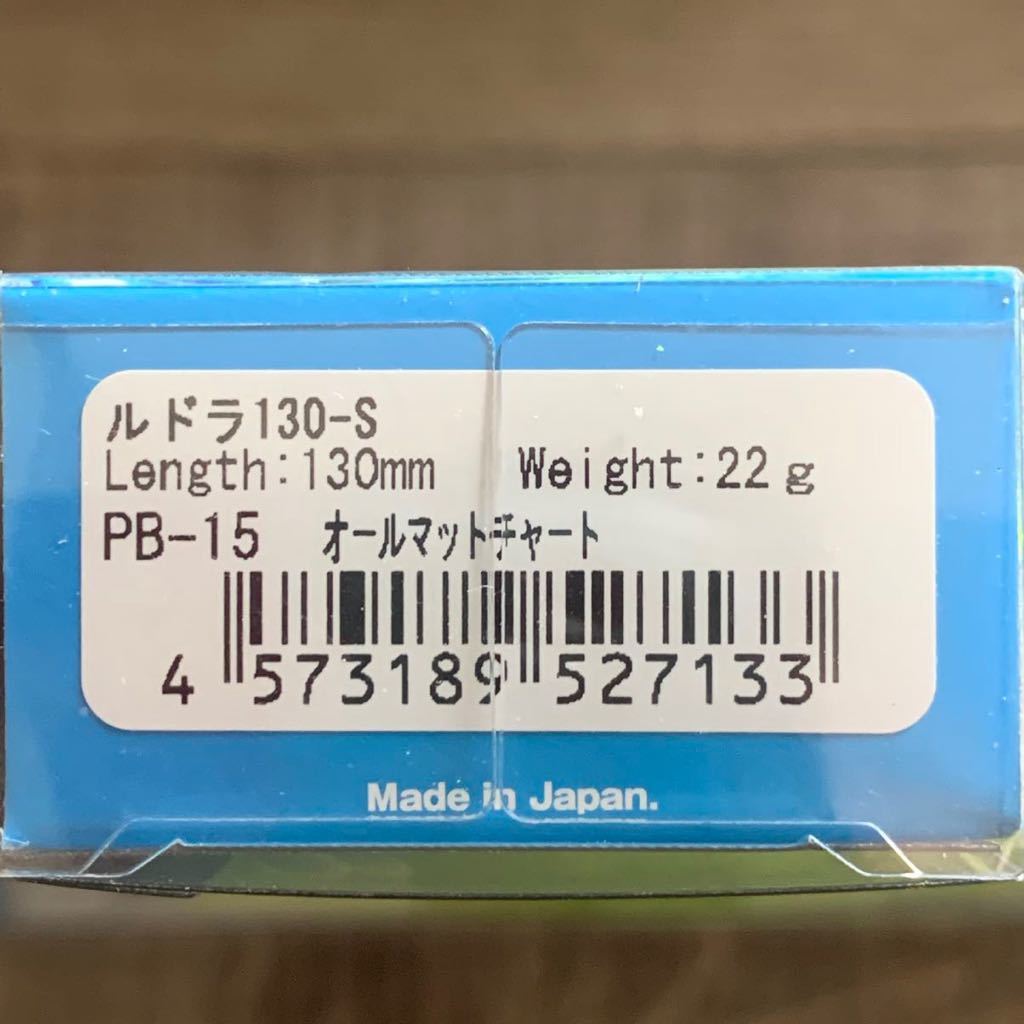 ルドラ130-S
Length:130mm Weight:22g
PB-15 オールマットチャート
4 573189 527133
Made in Japan.